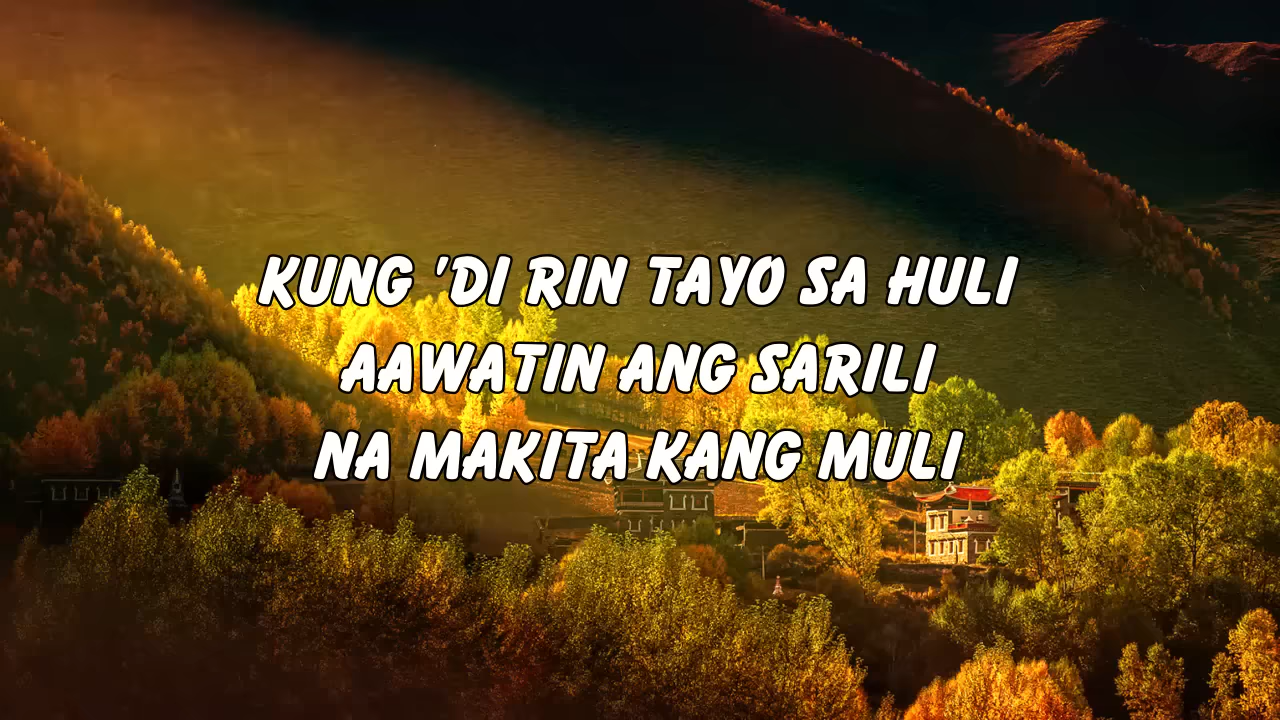 KUNG 'DI RIN TAYO SA HULI
AAWATIN ANG SARILI
NA MAKITA KANG MULI